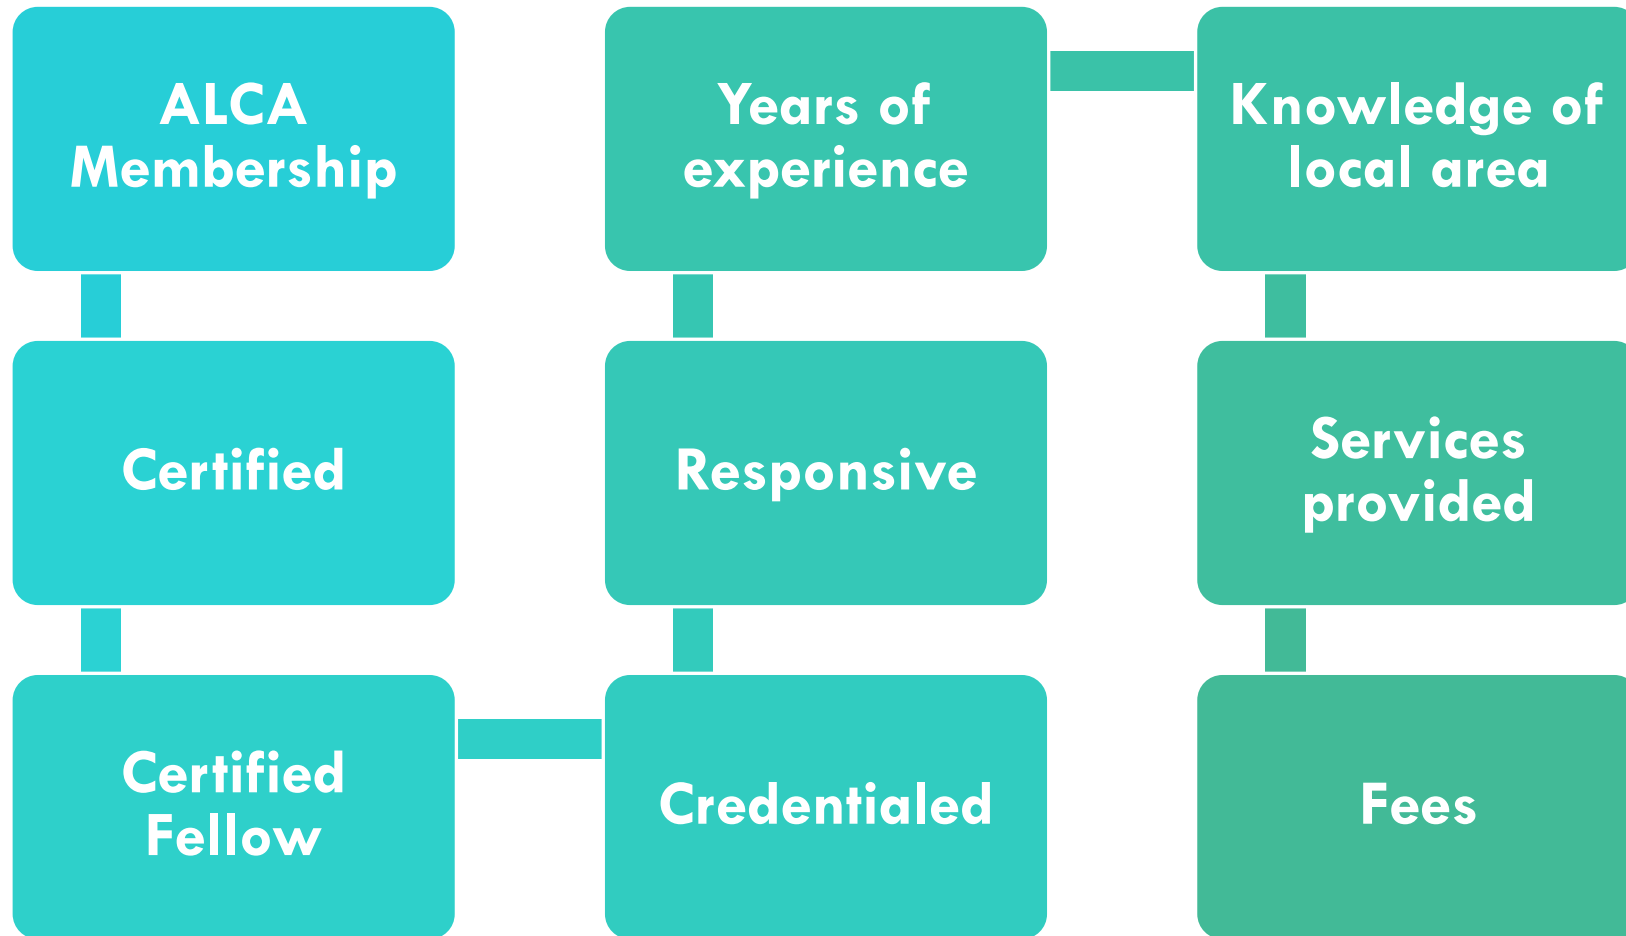 ALCA
Membership
Certified
Certified
Fellow
Credentialed
Responsive
Years of
experience
Knowledge of
local area
Services
provided
Fees